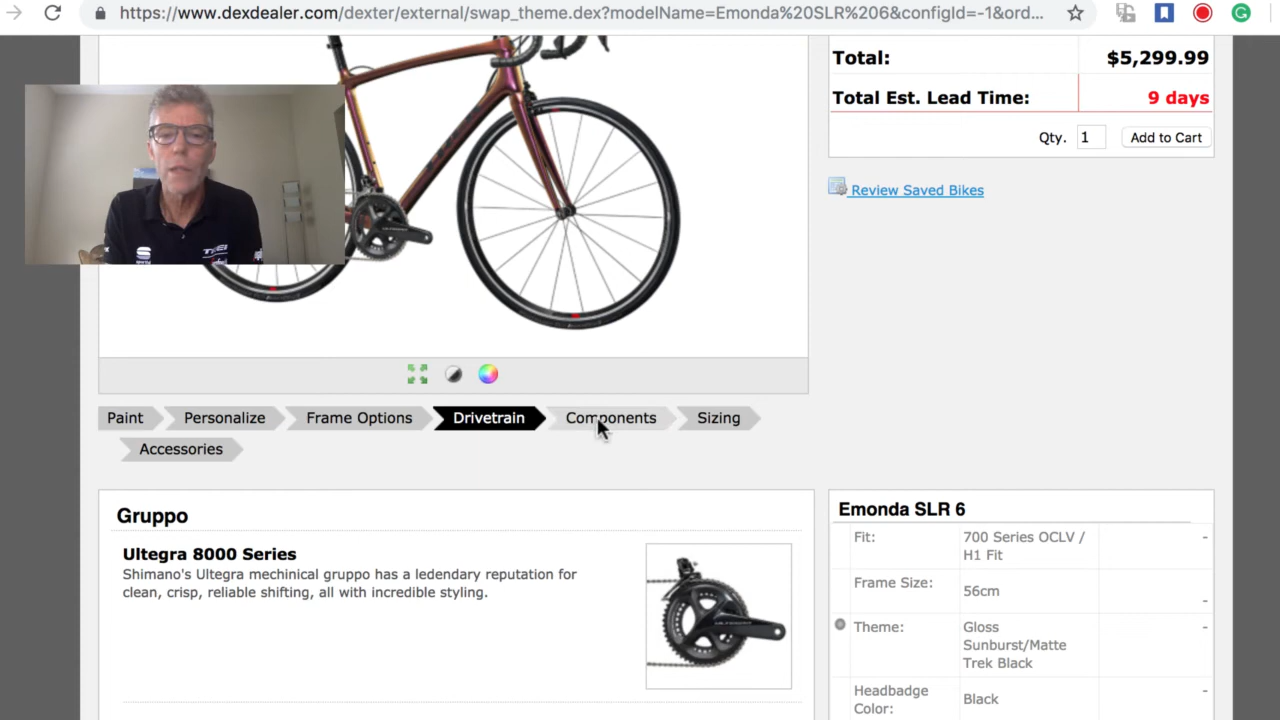 https://www.dexdealer.com/dexter/external/swap_theme.dex?modelName=Emonda%20SLR%206&configId=-1&ord...
Total: $5,299.99
Total Est. Lead Time: 9 days
Qty. 1 Add to Cart
Review Saved Bikes
TREK
Paint Personalize Frame Options Drivetrain Components Sizing
Accessories
Gruppo
Ultegra 8000 Series
Shimano's Ultegra mechinical gruppo has a ledendary reputation for
clean, crisp, reliable shifting, all with incredible styling.
Emonda SLR 6
Fit: 700 Series OCLV / -
H1 Fit
Frame Size: 56cm -
Theme: Gloss -
Sunburst/Matte
Trek Black
Headbadge Black -
Color: